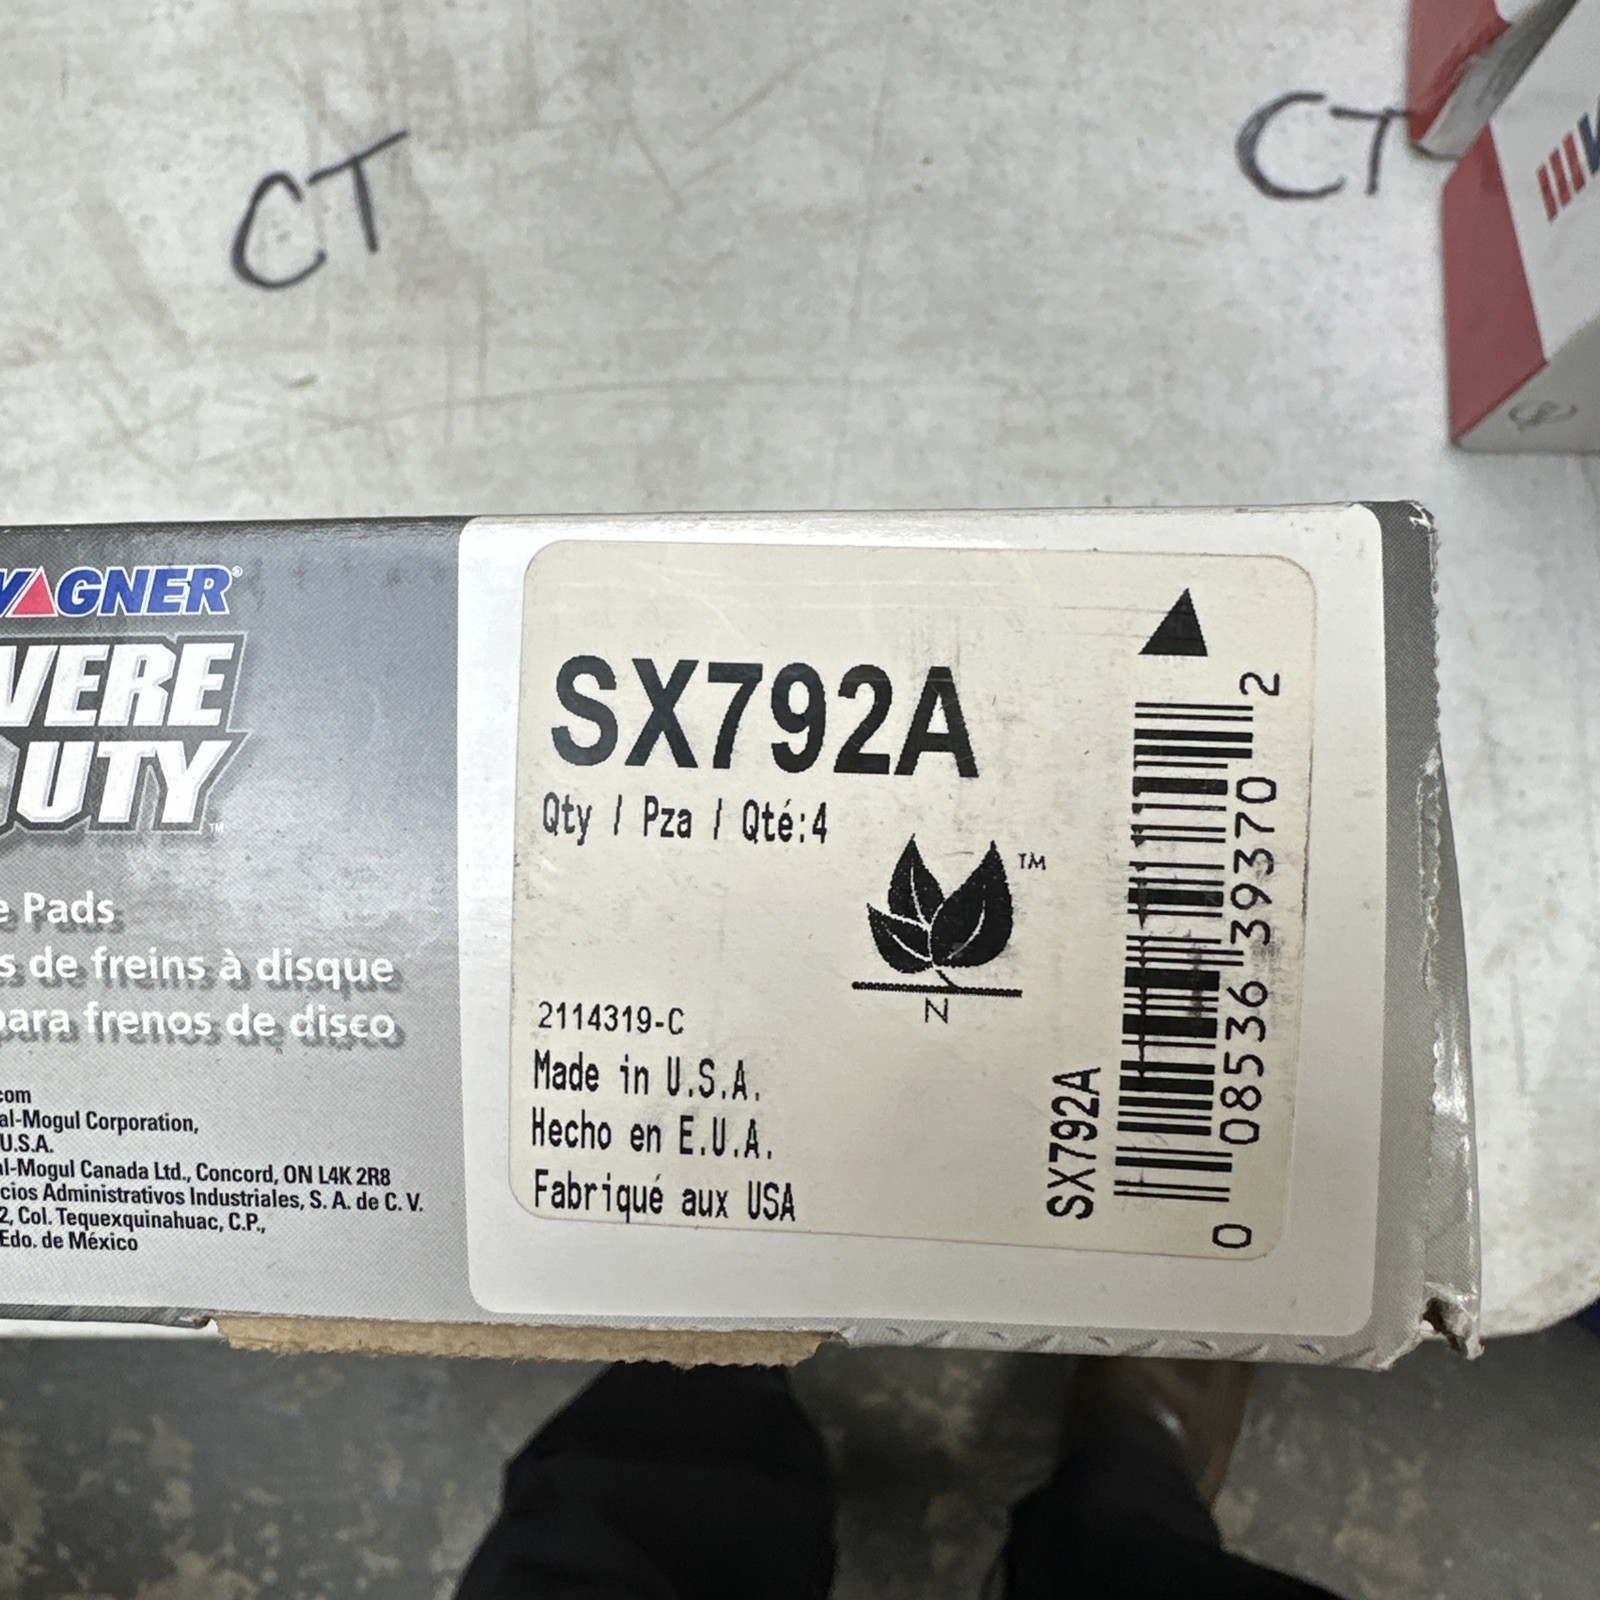 CT
CT
WAGNER®
VERE
UTY™
Pads
de freins à disque
para frenos de disco
.com
al-Mogul Corporation,
U.S.A.
al-Mogul Canada Ltd., Concord, ON L4K 2R8
cios Administrativos Industriales, S. A. de C. V.
2, Col. Tequexquinahuac, C.P.,
Edo. de México
SX792A
Qty / Pza / Qté:4
TM
N
2114319-C
Made in U.S.A.
Hecho en E.U.A.
Fabriqué aux USA
SX792A
0 08536 39370 2